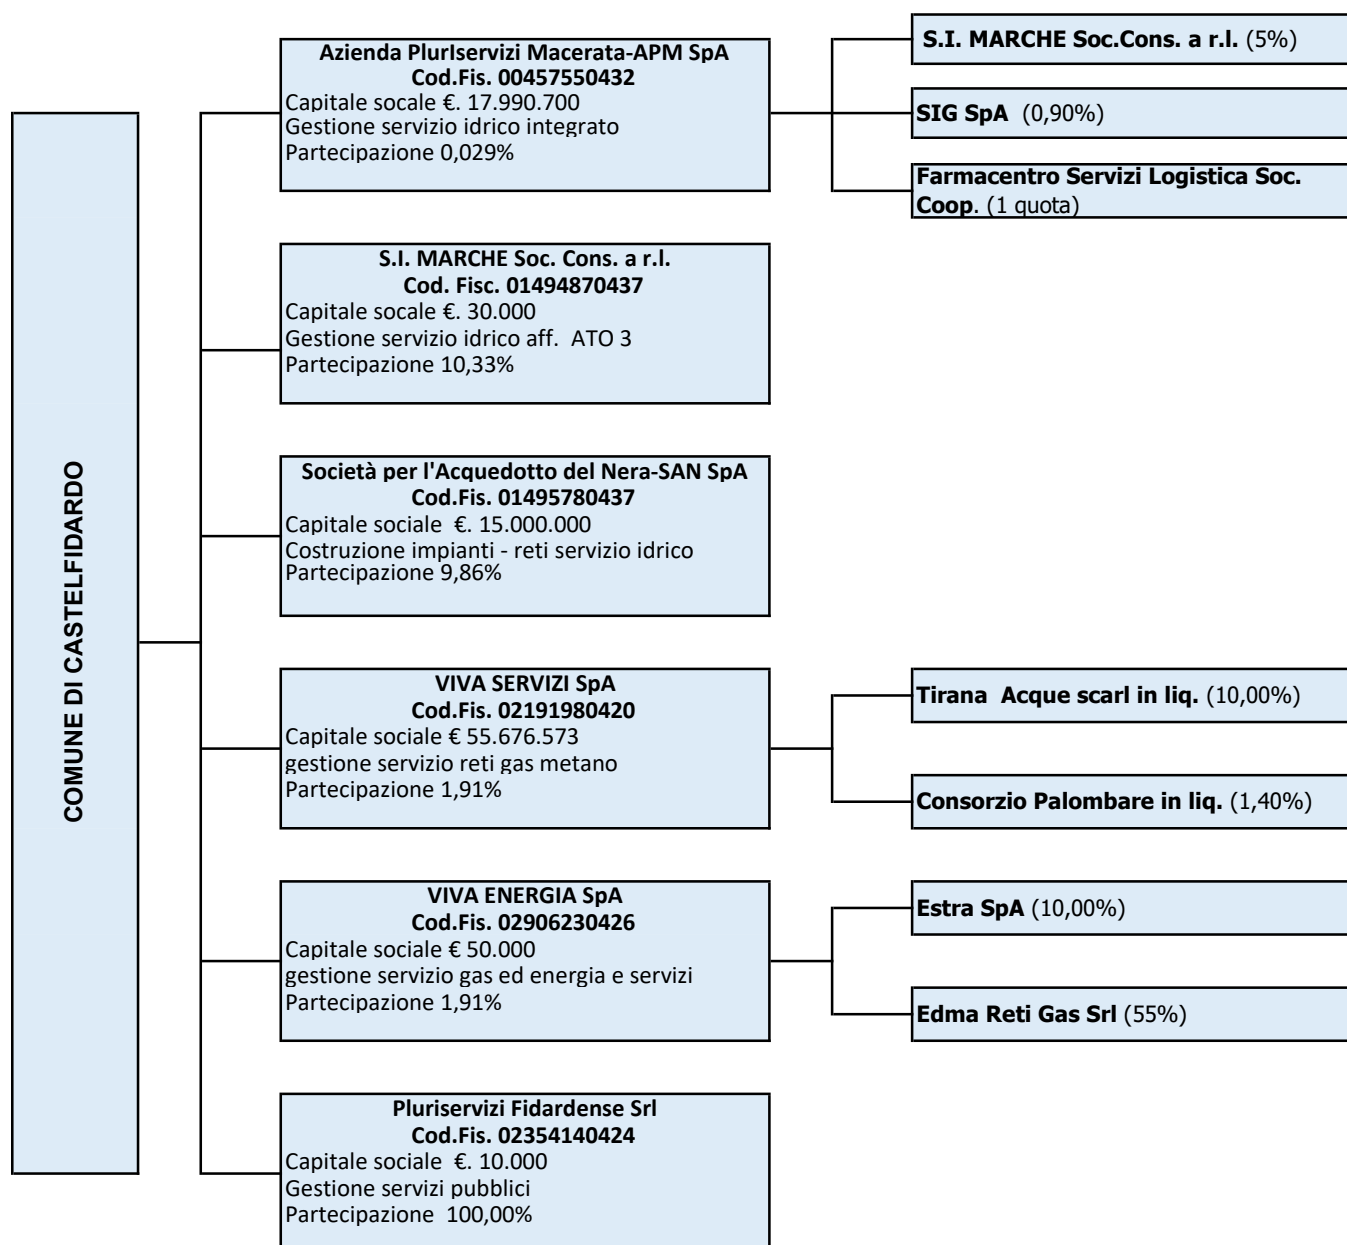 COMUNE DI CASTELFIDARDO
Azienda PlurIservizi Macerata-APM SpA
Cod.Fis. 00457550432
Capitale socale €. 17.990.700
Gestione servizio idrico integrato
Partecipazione 0,029%
S.I. MARCHE Soc.Cons. a r.l. (5%)
SIG SpA (0,90%)
Farmacentro Servizi Logistica Soc.
Coop. (1 quota)
S.I. MARCHE Soc. Cons. a r.l.
Cod. Fisc. 01494870437
Capitale socale €. 30.000
Gestione servizio idrico aff. ATO 3
Partecipazione 10,33%
Società per l'Acquedotto del Nera-SAN SpA
Cod.Fis. 01495780437
Capitale sociale €. 15.000.000
Costruzione impianti - reti servizio idrico
Partecipazione 9,86%
VIVA SERVIZI SpA
Cod.Fis. 02191980420
Capitale sociale € 55.676.573
gestione servizio reti gas metano
Partecipazione 1,91%
Tirana Acque scarl in liq. (10,00%)
Consorzio Palombare in liq. (1,40%)
VIVA ENERGIA SpA
Cod.Fis. 02906230426
Capitale sociale € 50.000
gestione servizio gas ed energia e servizi
Partecipazione 1,91%
Estra SpA (10,00%)
Edma Reti Gas Srl (55%)
Pluriservizi Fidardense Srl
Cod.Fis. 02354140424
Capitale sociale €. 10.000
Gestione servizi pubblici
Partecipazione 100,00%